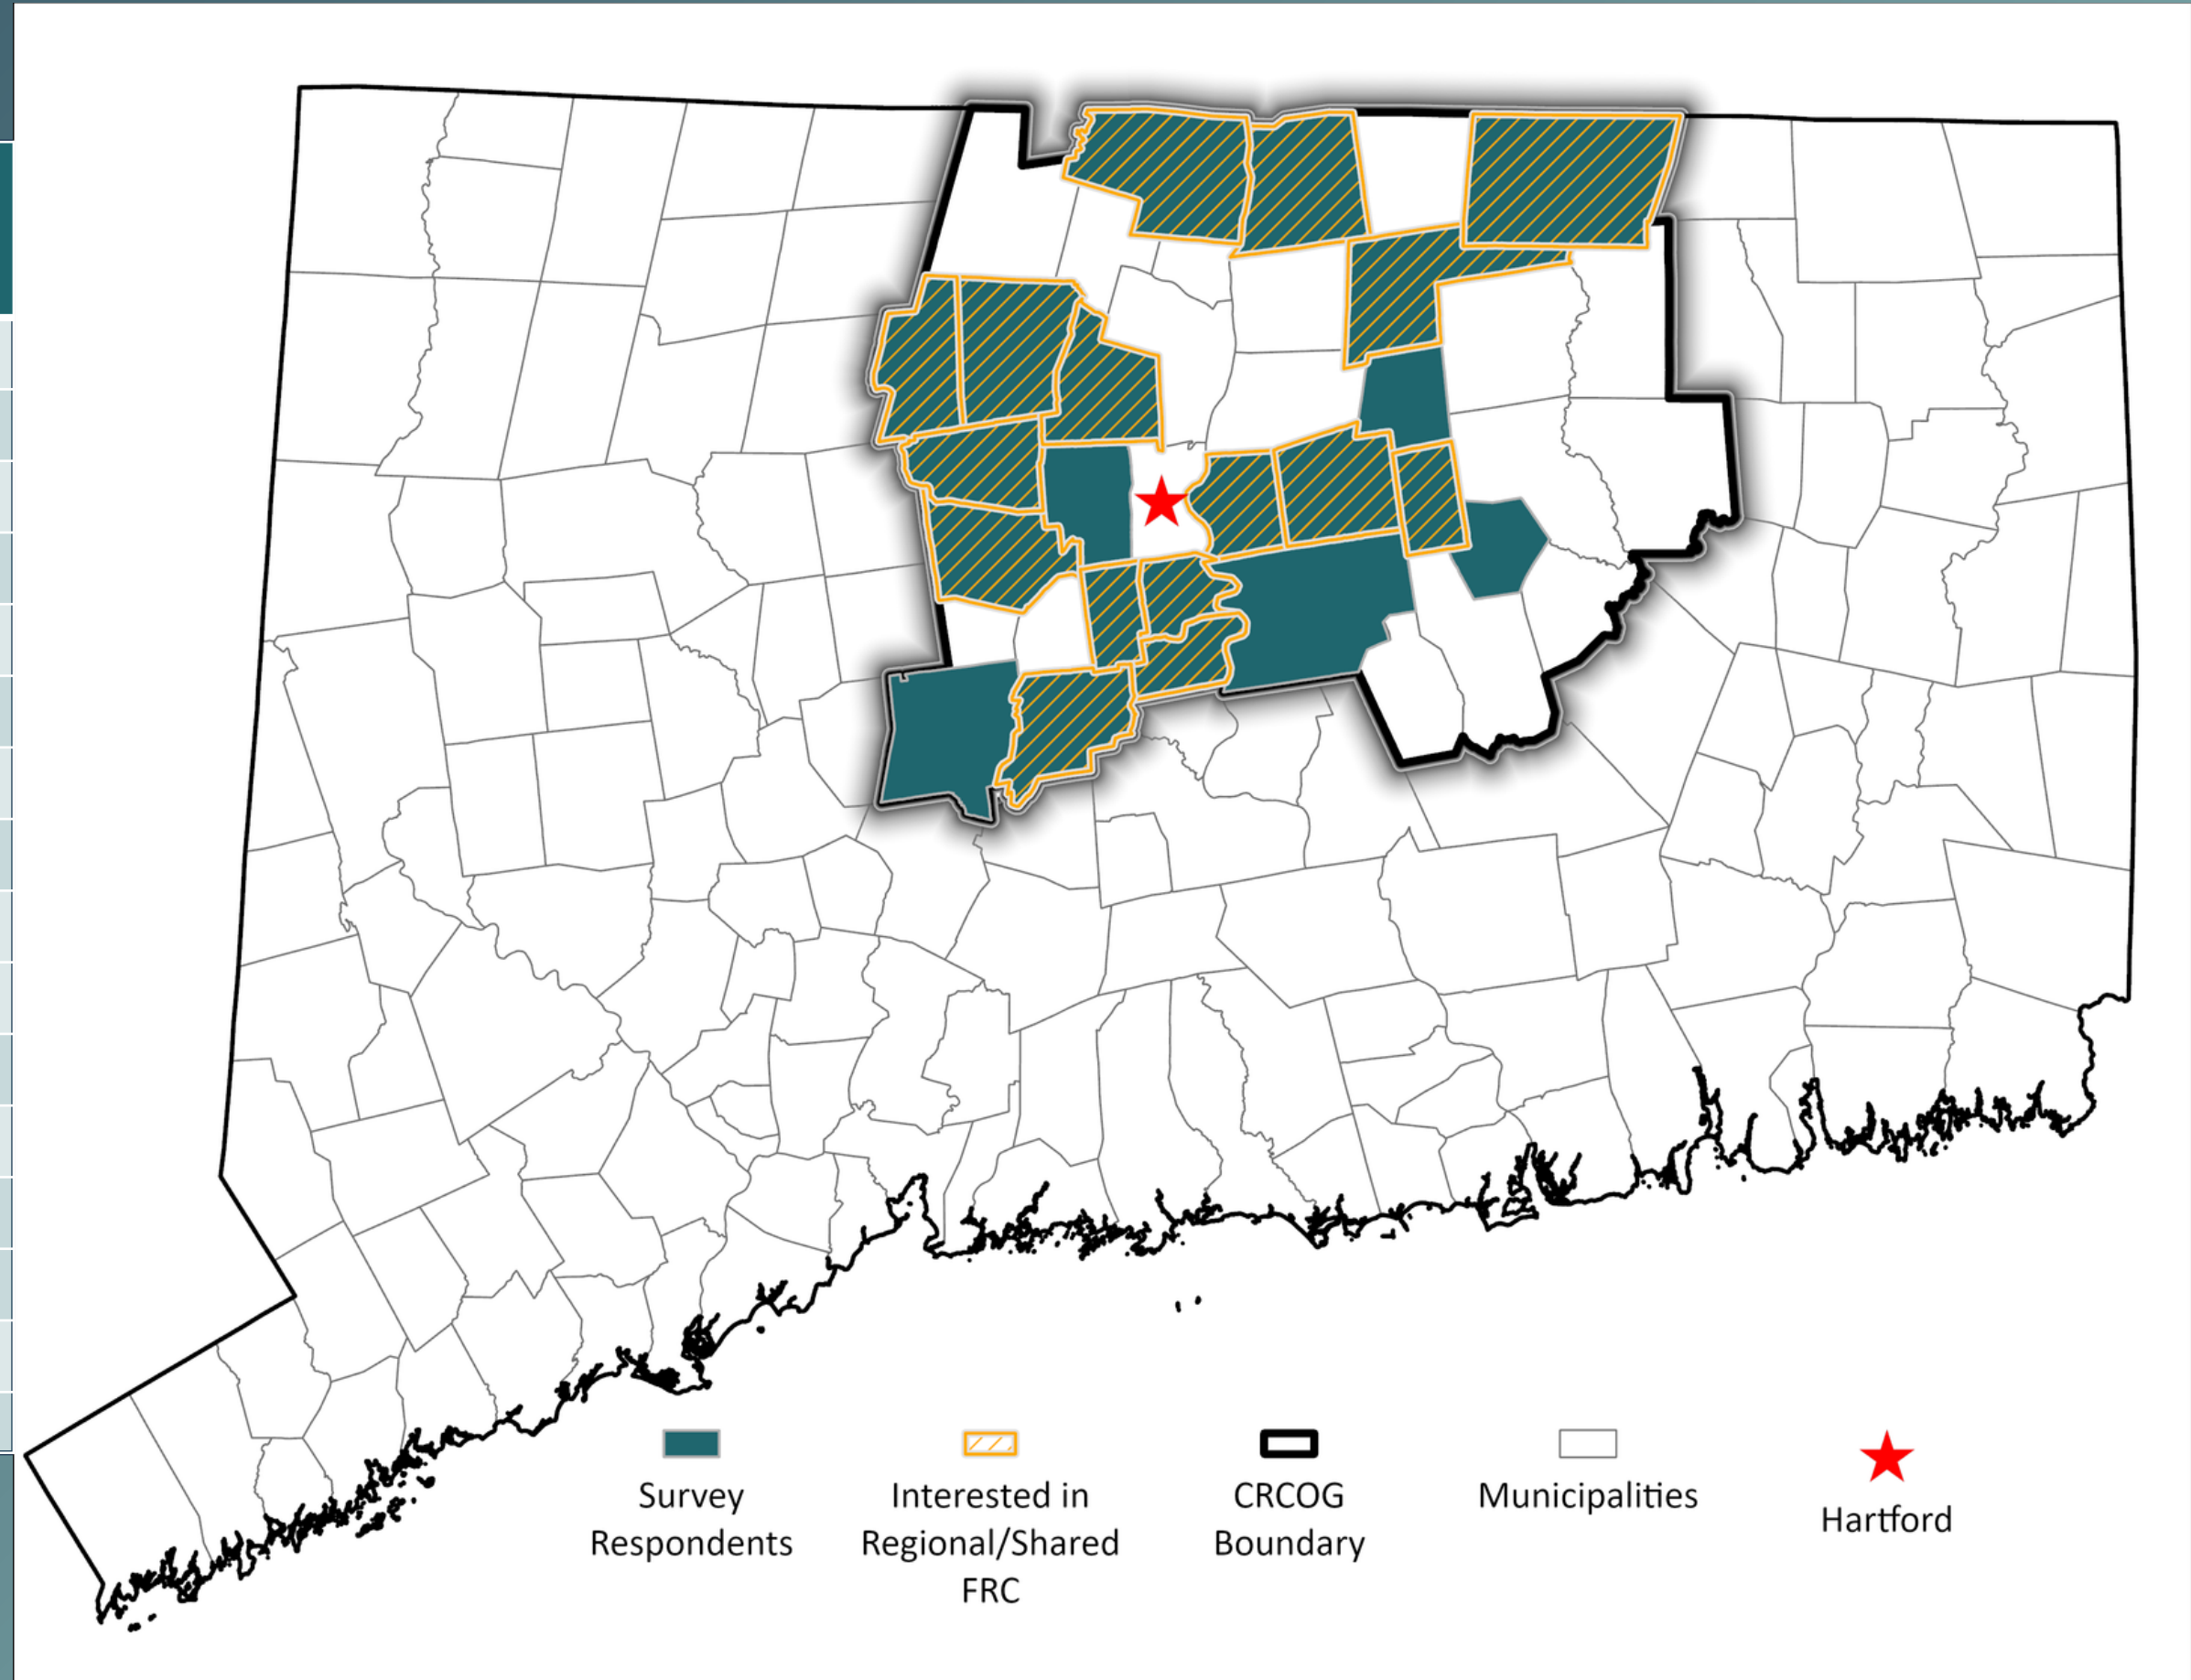 Survey
Respondents
Interested in
Regional/Shared
FRC
CRCOG
Boundary
Municipalities
Hartford